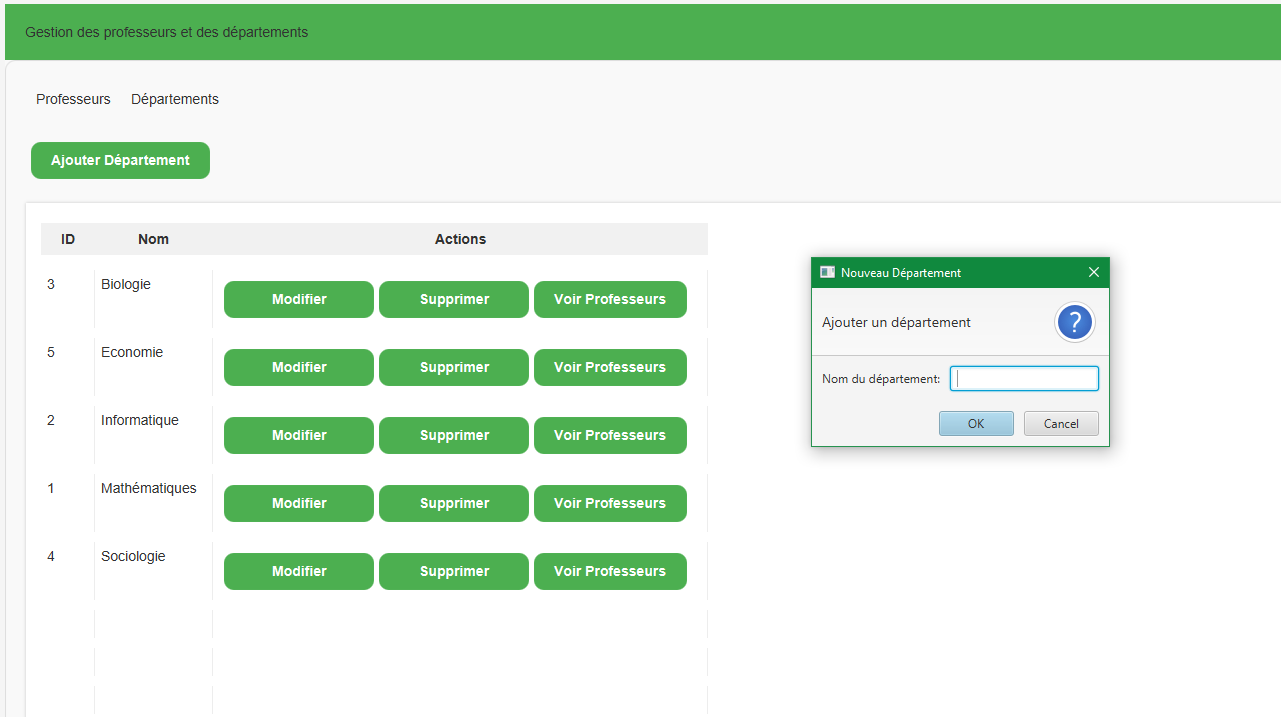 Gestion des professeurs et des départements
Professeurs Départements
Ajouter Département
ID Nom Actions
3 Biologie Modifier Supprimer Voir Professeurs
5 Economie Modifier Supprimer Voir Professeurs
2 Informatique Modifier Supprimer Voir Professeurs
1 Mathématiques Modifier Supprimer Voir Professeurs
4 Sociologie Modifier Supprimer Voir Professeurs
Nouveau Département
Ajouter un département
?
Nom du département:
OK Cancel